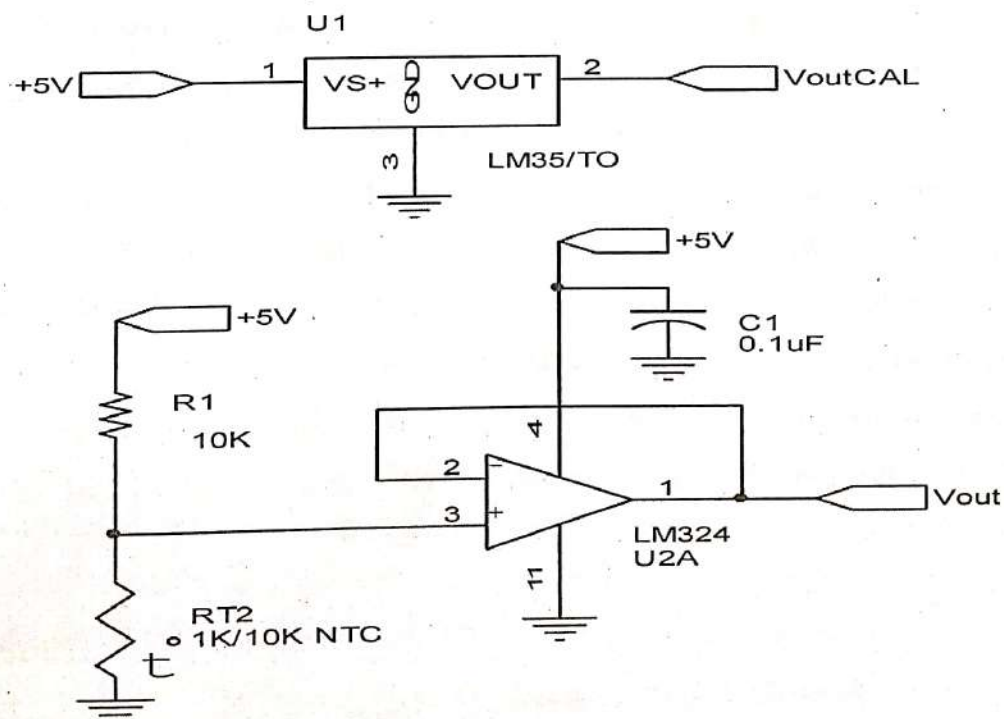 U1
+5V
1
VS+
GND
VOUT
2
VoutCAL
3
LM35/TO
+5V
C1
0.1uF
+5V
R1
10K
4
2
-
3
+
1
Vout
LM324
U2A
11
RT2
1K/10K NTC
t°